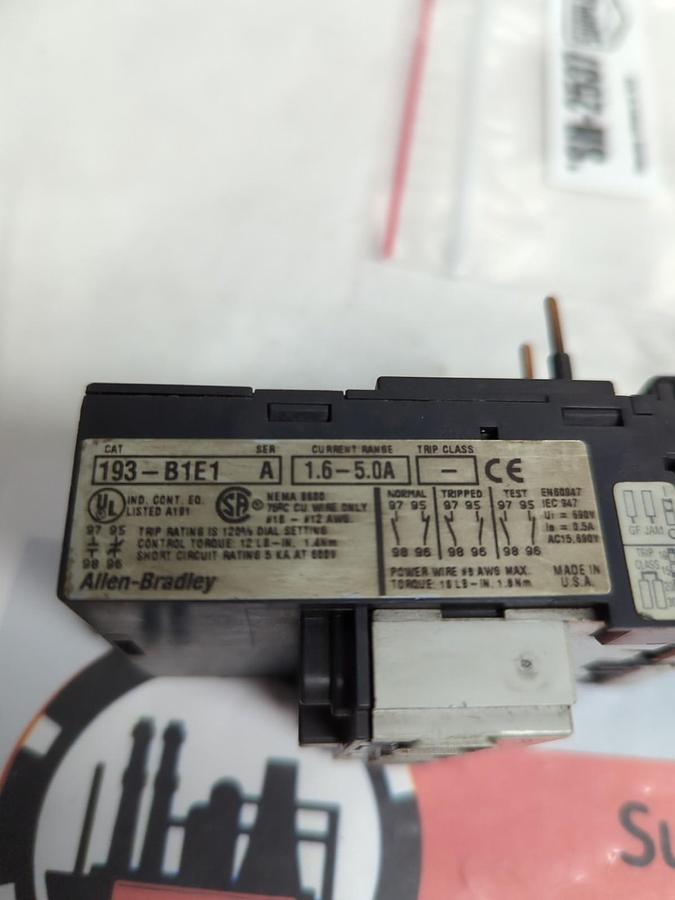 CAT SER CURRENT RANGE TRIP CLASS
193-B1E1 A 1.6-5.0A - CE
UL IND. CONT. EQ.
LISTED A191
SA NEMA B600
75°C CU WIRE ONLY
#18 - #12 AWG.
97 95
98 96
TRIP RATING IS 120% DIAL SETTING
CONTROL TORQUE: 12 LB-IN. 1.4Nm
SHORT CIRCUIT RATING 5 KA AT 600V
Allen-Bradley
NORMAL TRIPPED TEST
97 95 97 95 97 95
98 96 98 96 98 96
EN60947
IEC 947
Ui = 690V
Ie = 0.5A
AC15,690V
POWER WIRE #8 AWG MAX.
TORQUE: 16 LB-IN. 1.8Nm
MADE IN
U.S.A.
GF JAM
TRIP
CLASS
Su